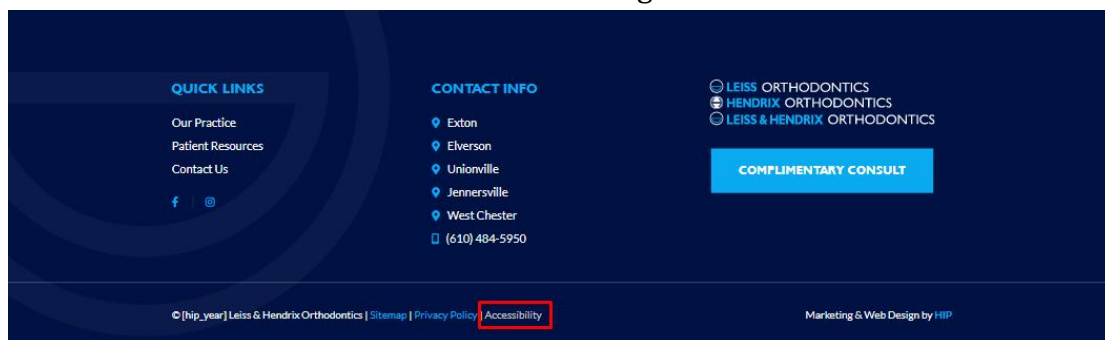 QUICK LINKS
Our Practice
Patient Resources
Contact Us
CONTACT INFO
Exton
Elverson
Unionville
Jennersville
West Chester
(610) 484-5950
LEISS ORTHODONTICS
HENDRIX ORTHODONTICS
LEISS & HENDRIX ORTHODONTICS
COMPLIMENTARY CONSULT
© [hip_year] Leiss & Hendrix Orthodontics | Sitemap | Privacy Policy | Accessibility
Marketing & Web Design by HIP